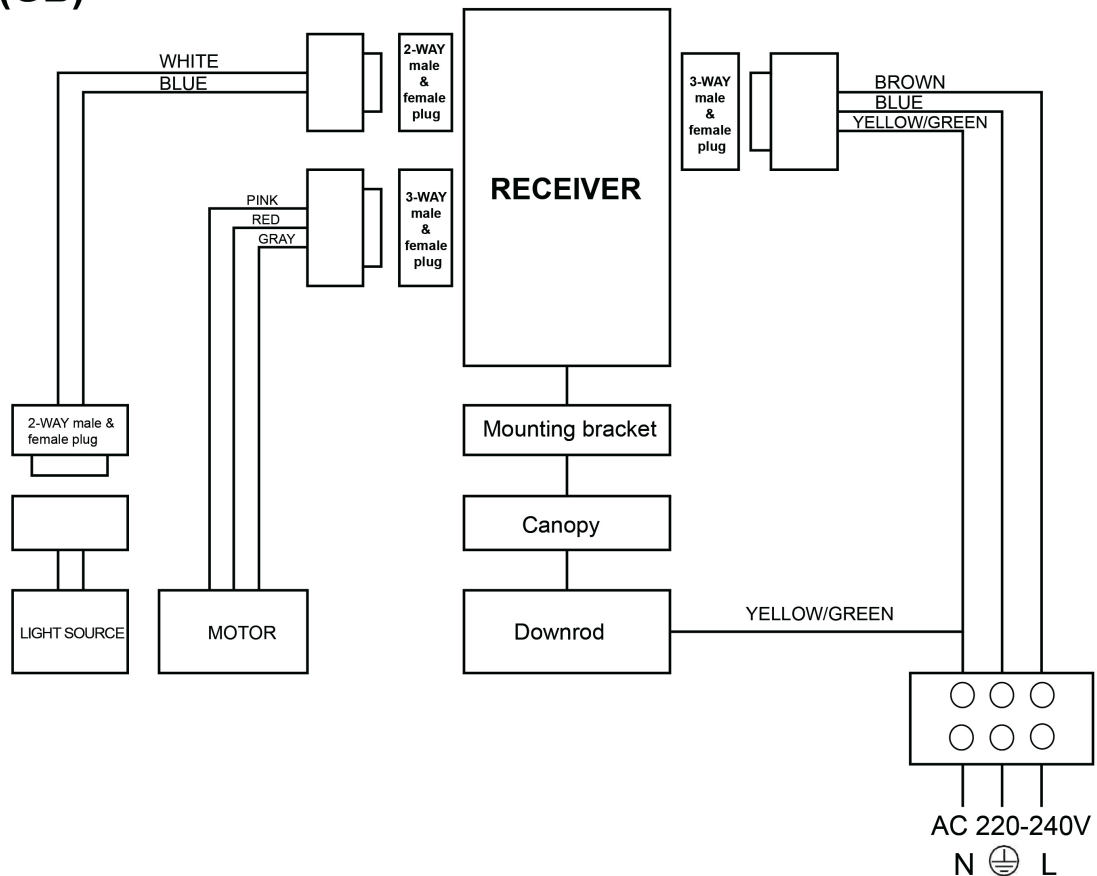 WHITE
BLUE
2-WAY
male
&
female
plug
PINK
RED
GRAY
3-WAY
male
&
female
plug
RECEIVER
3-WAY
male
&
female
plug
BROWN
BLUE
YELLOW/GREEN
2-WAY male &
female plug
LIGHT SOURCE
MOTOR
Mounting bracket
Canopy
Downrod
YELLOW/GREEN
AC 220-240V
N L